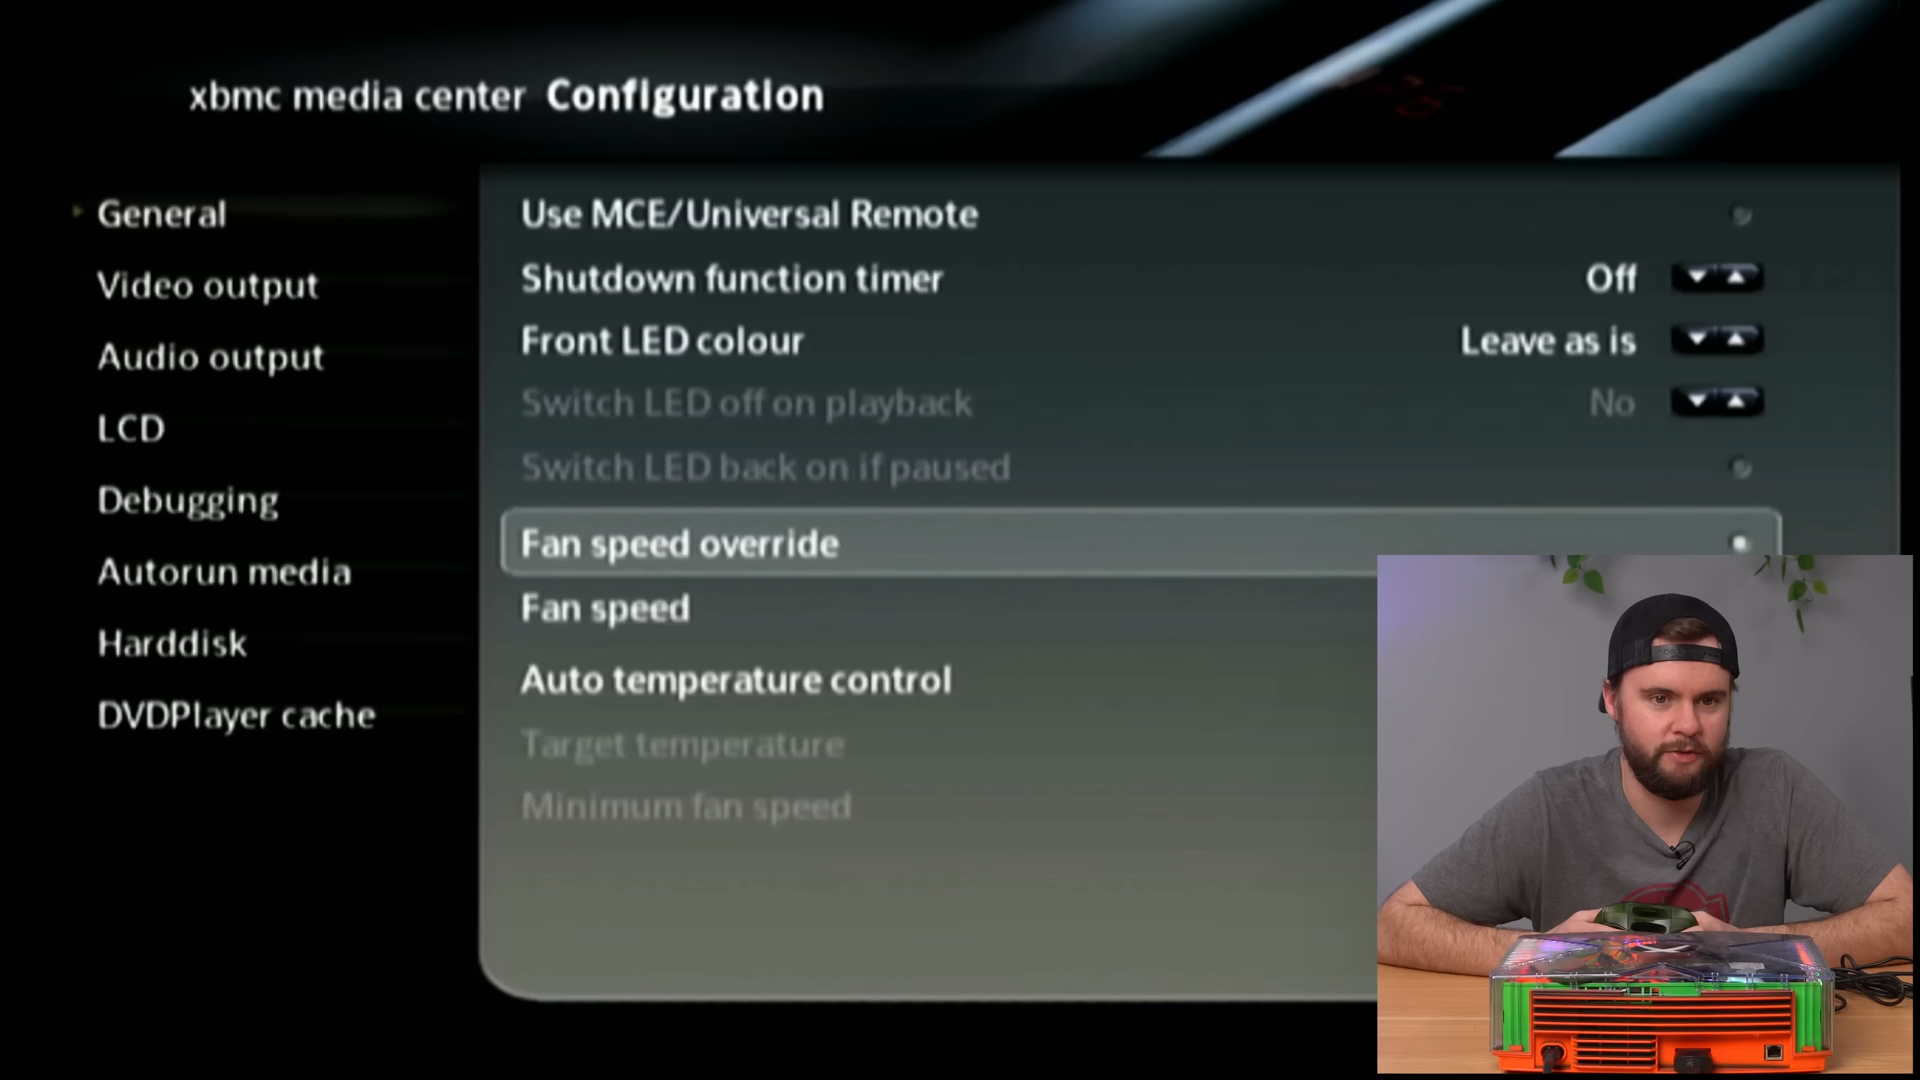 xbmc media center Configuration
General
Video output
Audio output
LCD
Debugging
Autorun media
Harddisk
DVDPlayer cache
Use MCE/Universal Remote
Shutdown function timer Off
Front LED colour Leave as is
Switch LED off on playback No
Switch LED back on if paused
Fan speed override
Fan speed
Auto temperature control
Target temperature
Minimum fan speed